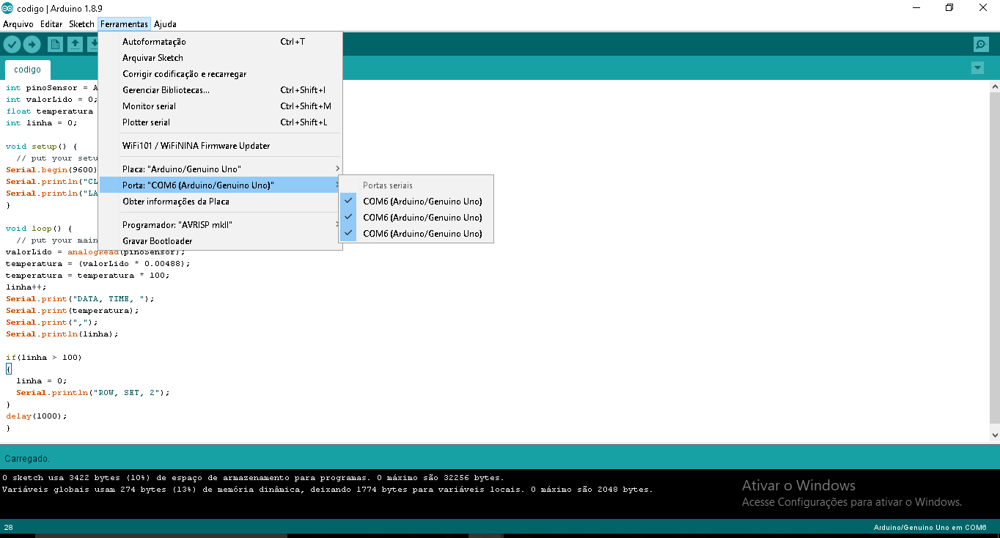 codigo | Arduino 1.8.9
Arquivo Editar Sketch Ferramentas Ajuda
codigo
Autoformatação Ctrl+T
Arquivar Sketch
Corrigir codificação e recarregar
Gerenciar Bibliotecas... Ctrl+Shift+I
Monitor serial Ctrl+Shift+M
Plotter serial Ctrl+Shift+L
WiFi101 / WiFiNINA Firmware Updater
Placa: "Arduino/Genuino Uno"
Porta: "COM6 (Arduino/Genuino Uno)"
Obter informações da Placa
Programador: "AVRISP mkII"
Gravar Bootloader
Portas seriais
COM6 (Arduino/Genuino Uno)
COM6 (Arduino/Genuino Uno)
COM6 (Arduino/Genuino Uno)
int pinoSensor = A
int valorLido = 0;
float temperatura
int linha = 0;
void setup() {
// put your setu
Serial.begin(9600)
Serial.println("CL
Serial.println("LA
}
void loop() {
// put your main
valorLido = analogRead(pinoSensor);
temperatura = (valorLido * 0.00488);
temperatura = temperatura * 100;
linha++;
Serial.print("DATA, TIME, ");
Serial.print(temperatura);
Serial.print(",");
Serial.println(linha);
if(linha > 100)
{
linha = 0;
Serial.println("ROW, SET, 2");
}
delay(1000);
}
Carregado.
O sketch usa 3422 bytes (10%) de espaço de armazenamento para programas. O máximo são 32256 bytes.
Variáveis globais usam 274 bytes (13%) de memória dinâmica, deixando 1774 bytes para variáveis locais. O máximo são 2048 bytes.
Ativar o Windows
Acesse Configurações para ativar o Windows.
28 Arduino/Genuino Uno em COM6